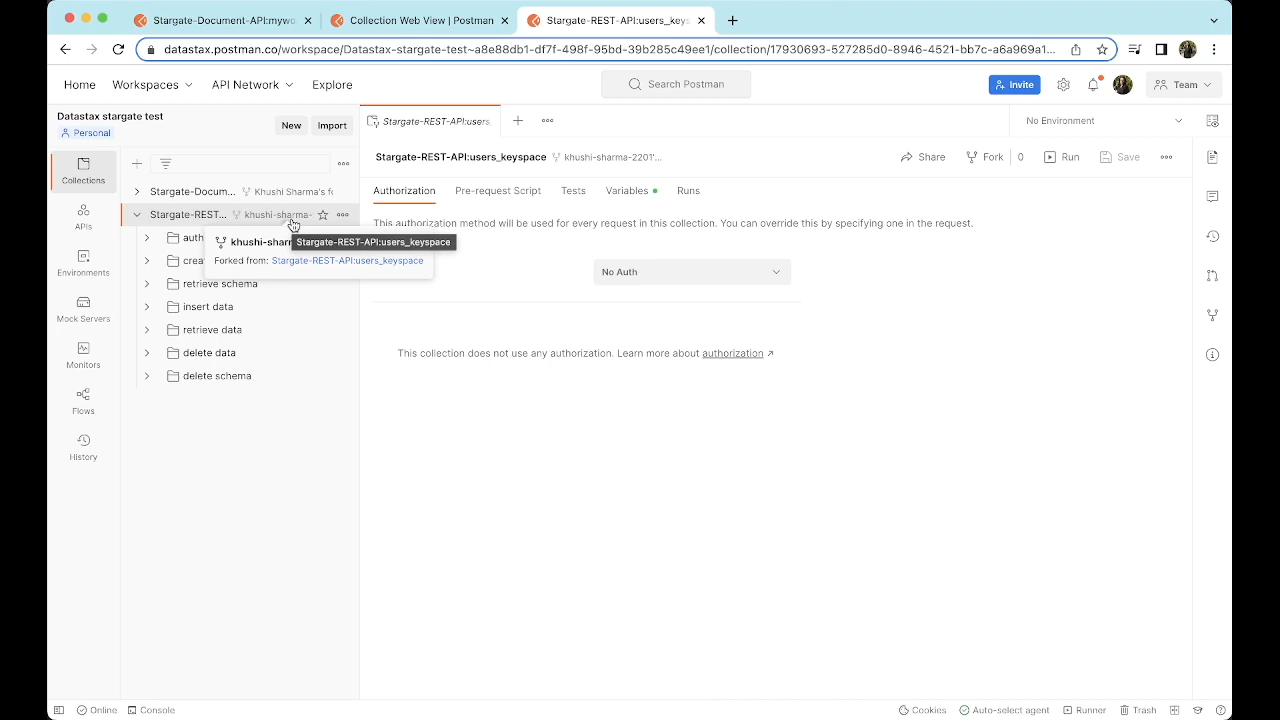 Stargate-Document-API:mywo
Collection Web View | Postman
Stargate-REST-API:users_keys
datastax.postman.co/workspace/Datastax-stargate-test~a8e88db1-df7f-498f-95bd-39b285c49ee1/collection/17930693-527285d0-8946-4521-bb7c-a6a969a1...
Home
Workspaces
API Network
Explore
Search Postman
Invite
Team
Datastax stargate test
Personal
New
Import
Stargate-REST-API:users.
No Environment
Collections
APIs
Environments
Mock Servers
Monitors
Flows
History
Stargate-Docum...
Khushi Sharma's fo
Stargate-REST...
khushi-sharma-
auth
crea
retrieve schema
insert data
retrieve data
delete data
delete schema
khushi-sharm
Stargate-REST-API:users_keyspace
Forked from: Stargate-REST-API:users_keyspace
Stargate-REST-API:users_keyspace
khushi-sharma-2201'...
Share
Fork
0
Run
Save
Authorization
Pre-request Script
Tests
Variables
Runs
This authorization method will be used for every request in this collection. You can override this by specifying one in the request.
No Auth
This collection does not use any authorization. Learn more about authorization
Online
Console
Cookies
Auto-select agent
Runner
Trash